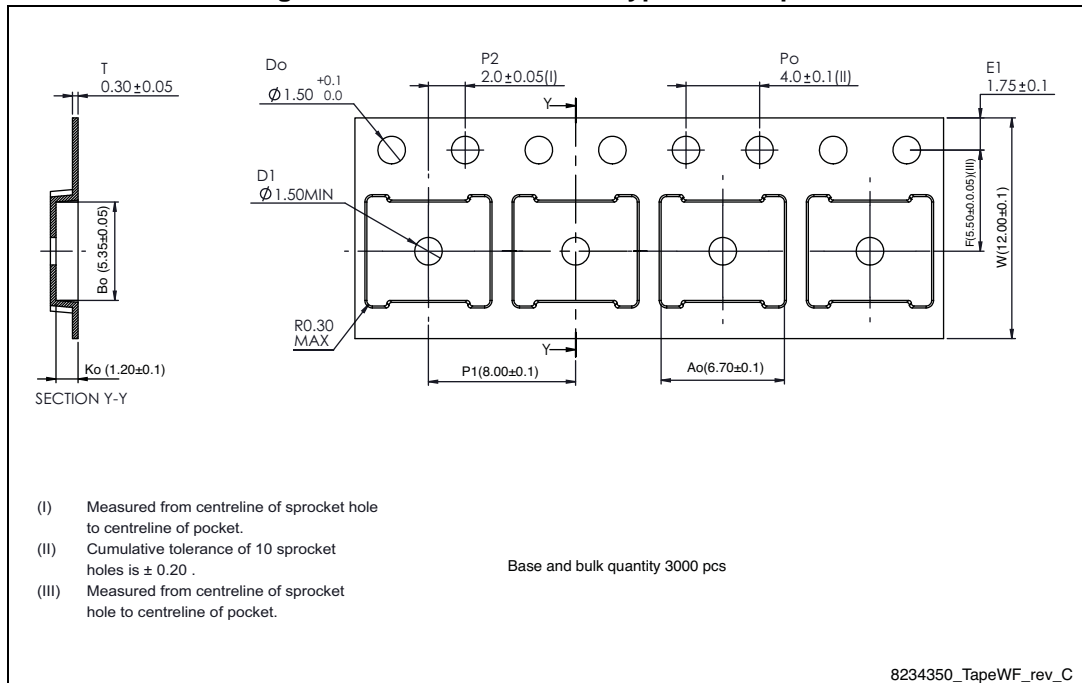 T
0.30±0.05
Do
Ø1.50 +0.1 0.0
P2
2.0±0.05(I)
Po
4.0±0.1(II)
E1
1.75±0.1
Y
D1
Ø1.50MIN
Bo (5.35±0.05)
F(5.50±0.0.05)(III)
W(12.00±0.1)
R0.30
MAX
Y
Ko (1.20±0.1)
P1(8.00±0.1)
Ao(6.70±0.1)
SECTION Y-Y
(I) Measured from centreline of sprocket hole
to centreline of pocket.
(II) Cumulative tolerance of 10 sprocket
holes is ± 0.20 .
Base and bulk quantity 3000 pcs
(III) Measured from centreline of sprocket
hole to centreline of pocket.
8234350_TapeWF_rev_C